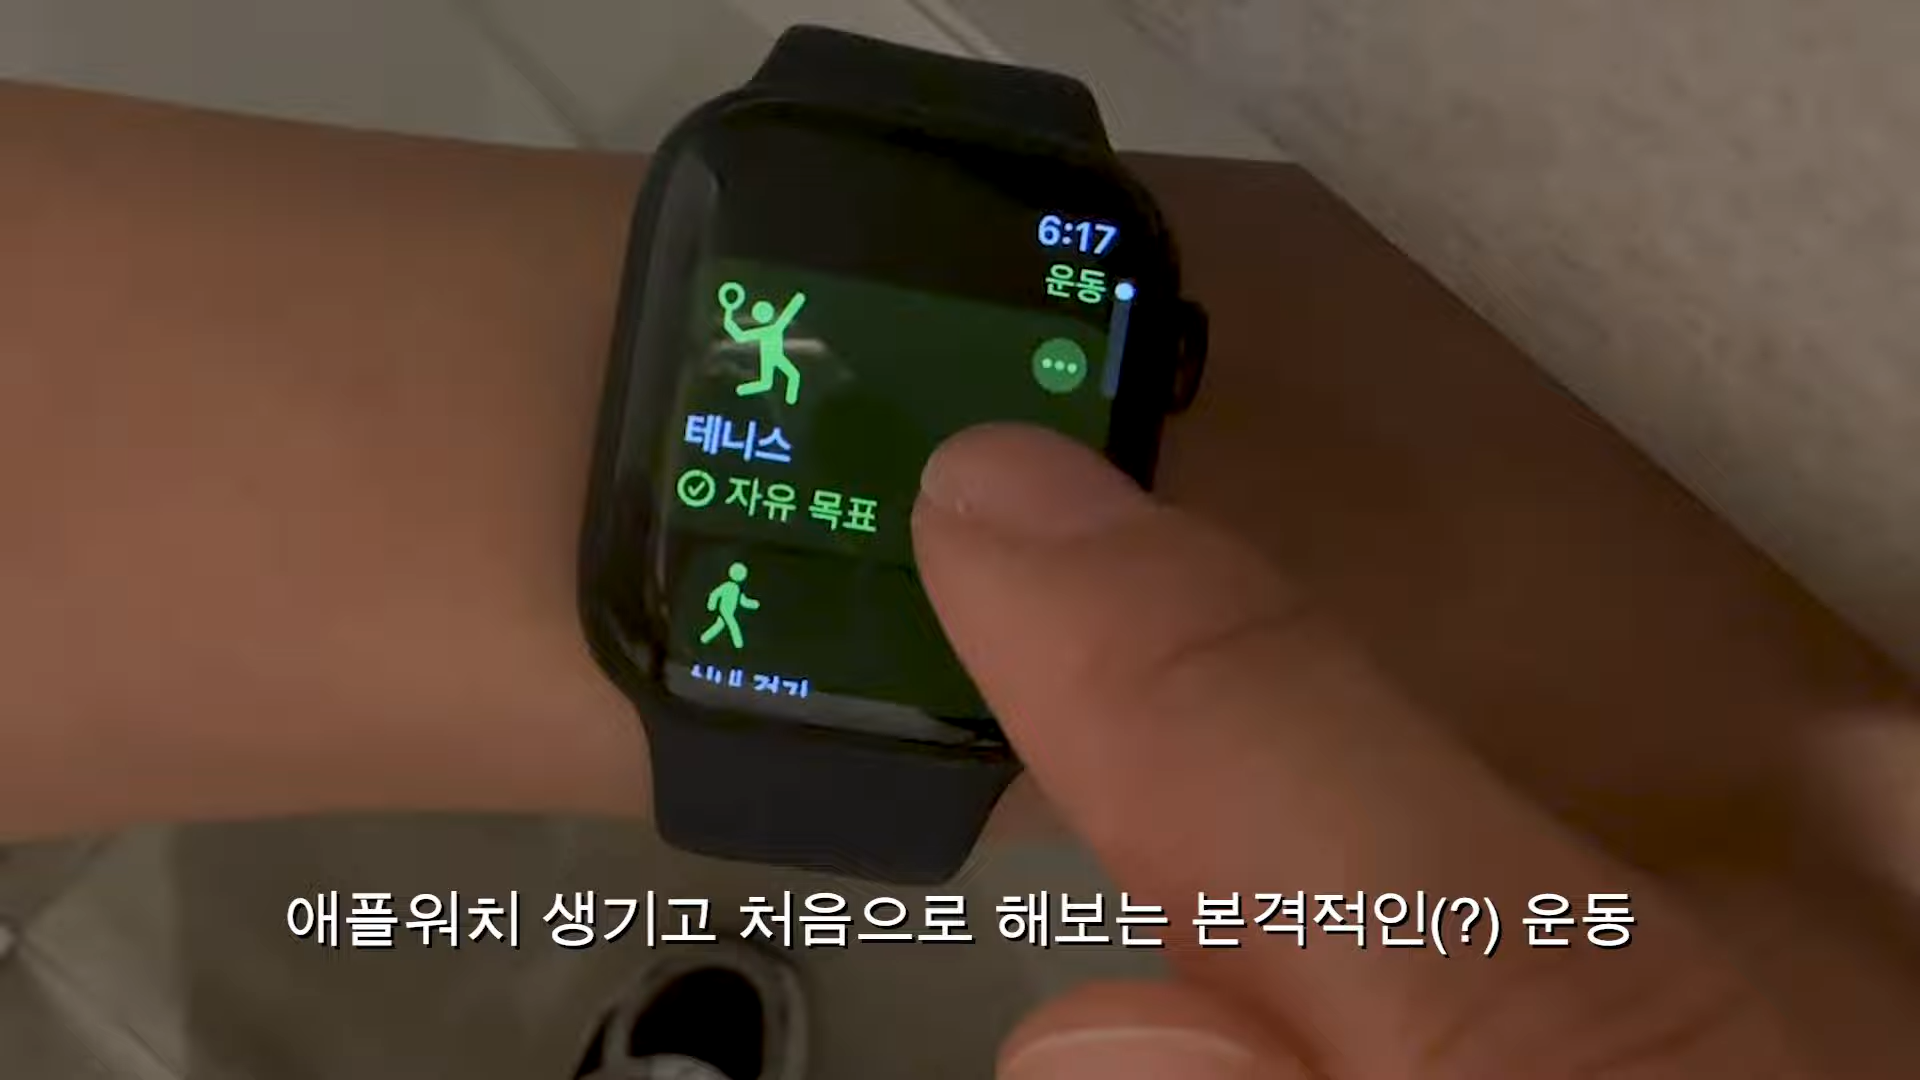 6:17
운동
테니스
자유 목표
애플워치 생기고 처음으로 해보는 본격적인(?) 운동